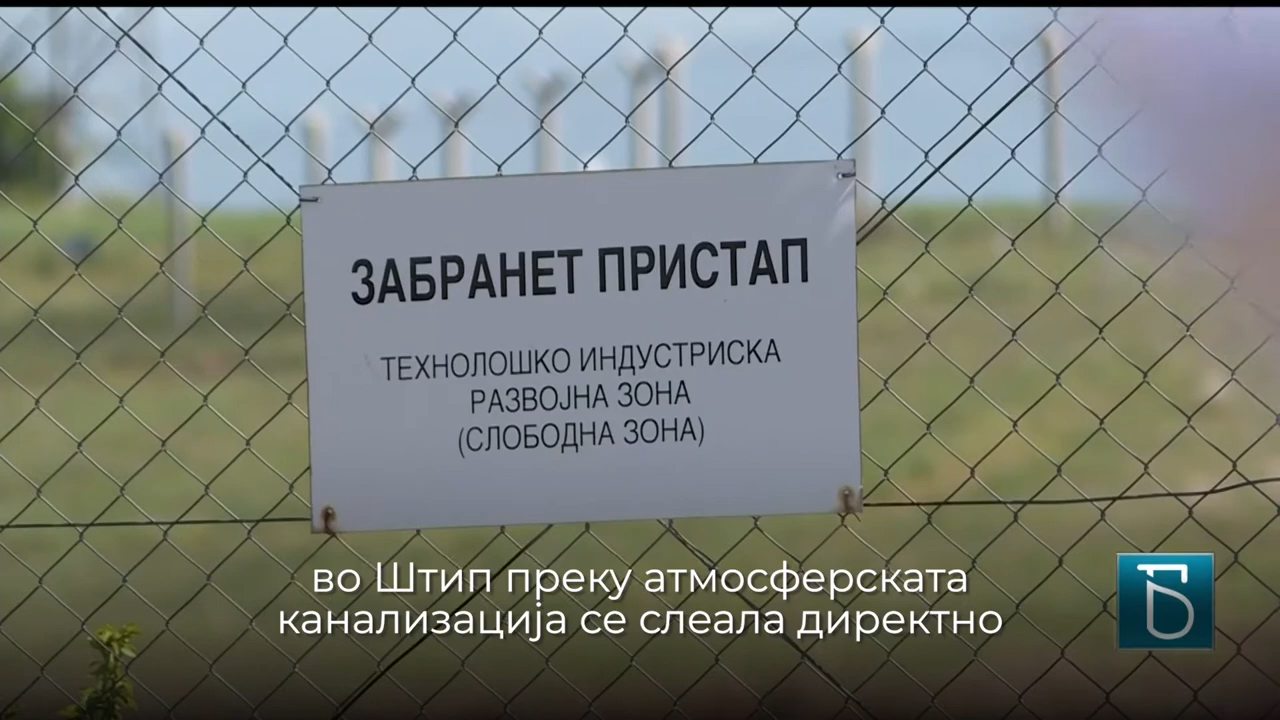 ЗАБРАНЕТ ПРИСТАП
ТЕХНОЛОШКО ИНДУСТРИСКА
РАЗВОЈНА ЗОНА
(СЛОБОДНА ЗОНА)
во Штип преку атмосферската
канализација се слеала директно